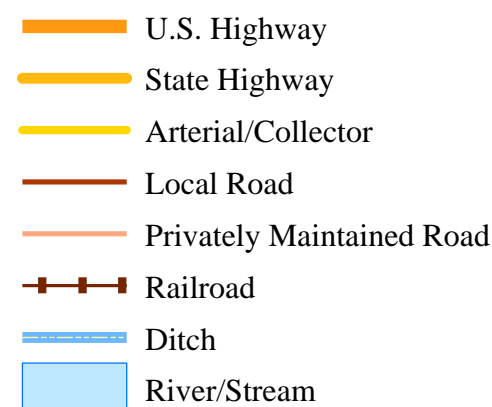 U.S. Highway
State Highway
Arterial/Collector
Local Road
Privately Maintained Road
Railroad
Ditch
River/Stream